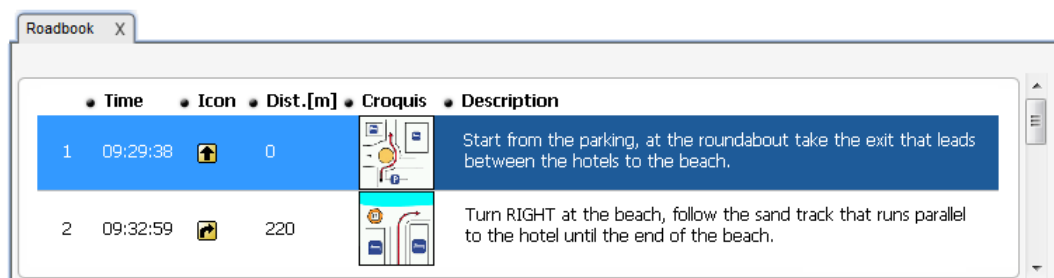 Roadbook X
Time Icon Dist.[m] Croquis Description
1 09:29:38 0 Start from the parking, at the roundabout take the exit that leads
between the hotels to the beach.
2 09:32:59 220 Turn RIGHT at the beach, follow the sand track that runs parallel
to the hotel until the end of the beach.